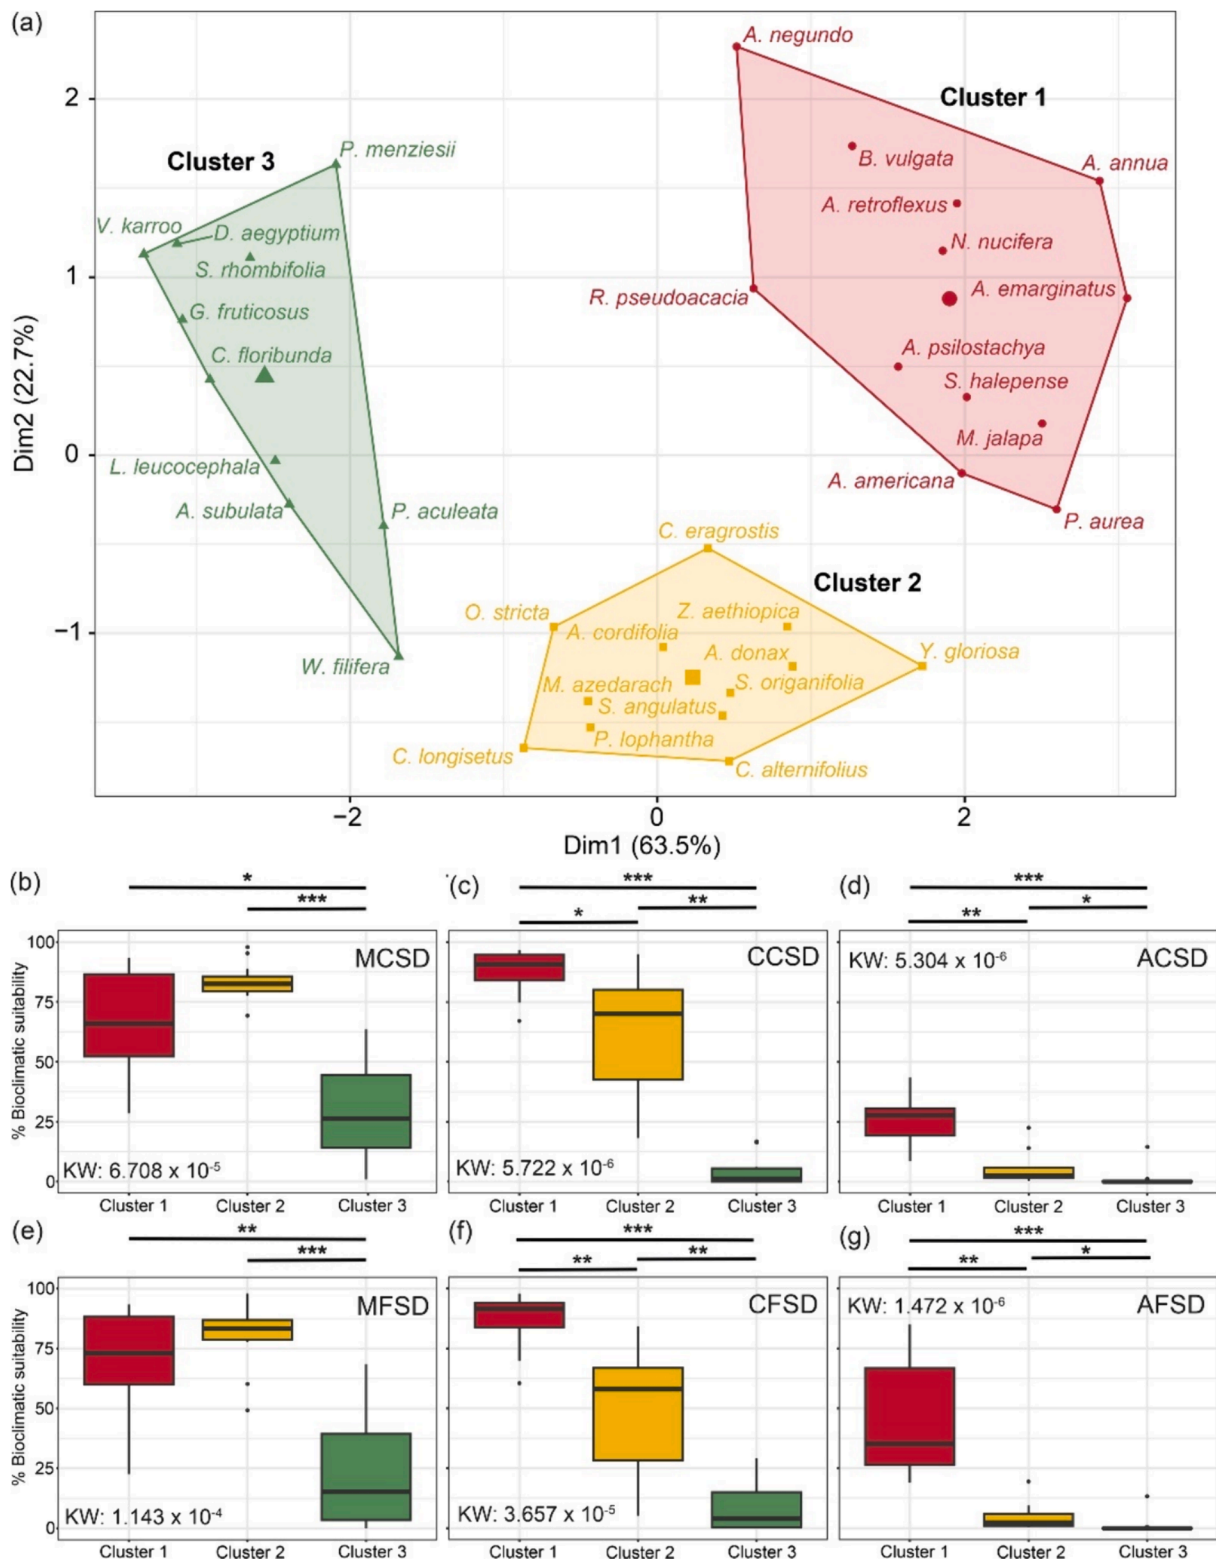 (a)
A. negundo
2
Cluster 1
Cluster 3
P. menziesii
B. vulgata
A. annua
V. karroo
D. aegyptium
A. retroflexus
N. nucifera
S. rhombifolia
1
R. pseudoacacia
A. emarginatus
G. fruticosus
C. floribunda
A. psilostachya
S. halepense
Dim2 (22.7%)
M. jalapa
0
L. leucocephala
A. americana
A. subulata
P. aculeata
P. aurea
C. eragrostis
Cluster 2
O. stricta
Z. aethiopica
−1
A. cordifolia
A. donax
Y. gloriosa
W. filifera
M. azedarach
S. origanifolia
S. angulatus
P. lophantha
C. longisetus
C. alternifolius
−2
0
2
Dim1 (63.5%)
(b)
*
***
MCSD
% Bioclimatic suitability
100
75
50
25
0
KW: 6.708 x 10-5
Cluster 1 Cluster 2 Cluster 3
(c)
***
*
**
CCSD
KW: 5.722 x 10-6
Cluster 1 Cluster 2 Cluster 3
(d)
***
**
*
KW: 5.304 x 10-6
ACSD
Cluster 1 Cluster 2 Cluster 3
(e)
**
***
MFSD
% Bioclimatic suitability
100
75
50
25
0
KW: 1.143 x 10-4
Cluster 1 Cluster 2 Cluster 3
(f)
***
**
**
CFSD
KW: 3.657 x 10-5
Cluster 1 Cluster 2 Cluster 3
(g)
***
**
*
KW: 1.472 x 10-6
AFSD
Cluster 1 Cluster 2 Cluster 3